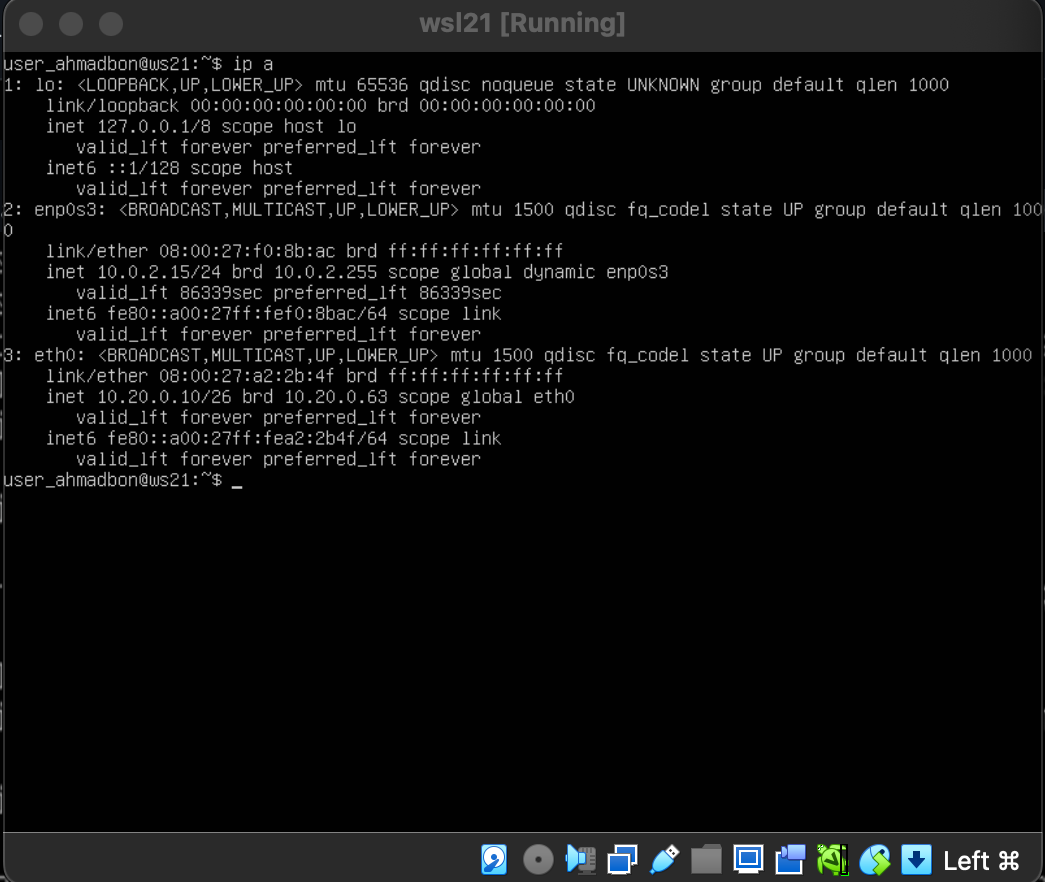 wsl21 [Running]
user_ahmadbon@ws21:~$ ip a
1: lo: <LOOPBACK,UP,LOWER_UP> mtu 65536 qdisc noqueue state UNKNOWN group default qlen 1000
    link/loopback 00:00:00:00:00:00 brd 00:00:00:00:00:00
    inet 127.0.0.1/8 scope host lo
       valid_lft forever preferred_lft forever
    inet6 ::1/128 scope host
       valid_lft forever preferred_lft forever
2: enp0s3: <BROADCAST,MULTICAST,UP,LOWER_UP> mtu 1500 qdisc fq_codel state UP group default qlen 100
0
    link/ether 08:00:27:f0:8b:ac brd ff:ff:ff:ff:ff:ff
    inet 10.0.2.15/24 brd 10.0.2.255 scope global dynamic enp0s3
       valid_lft 86339sec preferred_lft 86339sec
    inet6 fe80::a00:27ff:fef0:8bac/64 scope link
       valid_lft forever preferred_lft forever
3: eth0: <BROADCAST,MULTICAST,UP,LOWER_UP> mtu 1500 qdisc fq_codel state UP group default qlen 1000
    link/ether 08:00:27:a2:2b:4f brd ff:ff:ff:ff:ff:ff
    inet 10.20.0.10/26 brd 10.20.0.63 scope global eth0
       valid_lft forever preferred_lft forever
    inet6 fe80::a00:27ff:fea2:2b4f/64 scope link
       valid_lft forever preferred_lft forever
user_ahmadbon@ws21:~$ _
Left ⌘